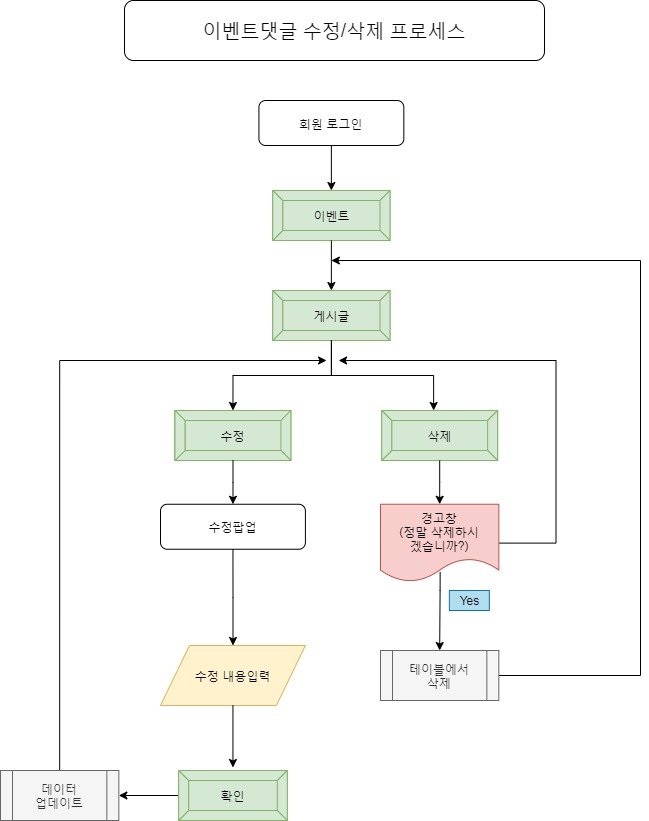 이벤트댓글 수정/삭제 프로세스
회원 로그인
이벤트
게시글
수정
삭제
수정팝업
경고창
(정말 삭제하시
겠습니까?)
Yes
수정 내용입력
테이블에서
삭제
데이터
업데이트
확인